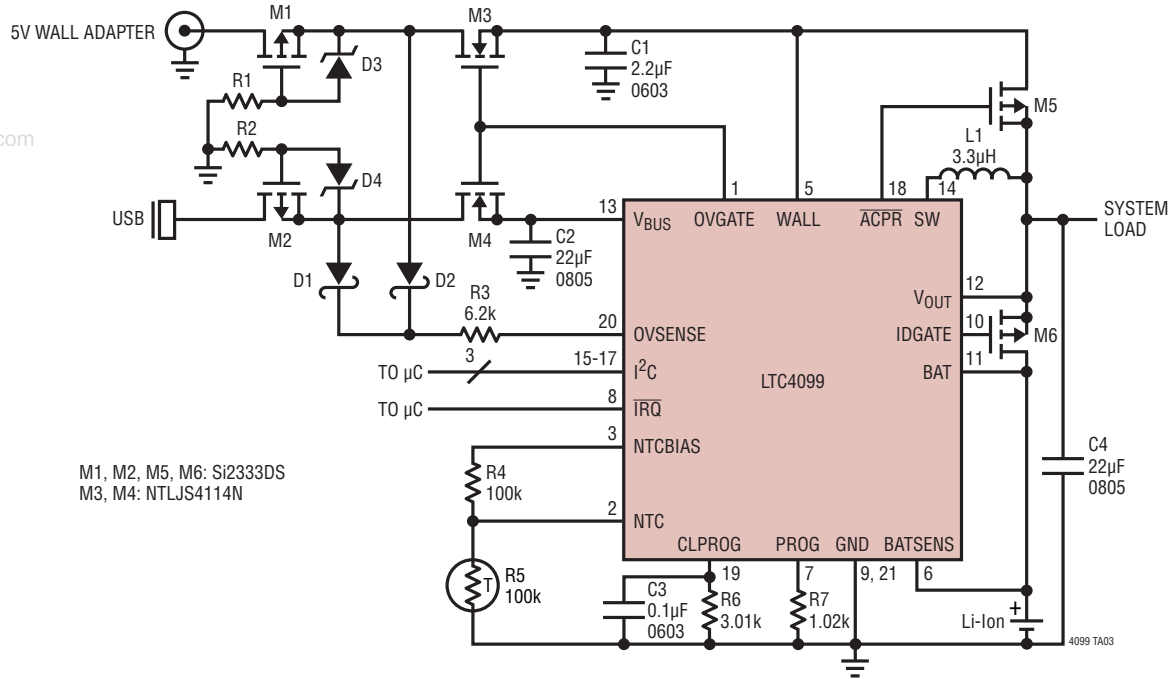 M1
M3
5V WALL ADAPTER
C1
2.2µF
0603
D3
R1
M5
R2
com
L1
3.3µH
D4
1
5
18
14
USB
13
VBUS
OVGATE
WALL
ACPR
SW
SYSTEM
LOAD
M2
M4
C2
22µF
0805
D1
D2
R3
6.2k
VOUT
12
20
OVSENSE
IDGATE
10
M6
3
15-17
TO µC
I2C
BAT
11
LTC4099
8
TO µC
IRQ
3
NTCBIAS
C4
22µF
0805
M1, M2, M5, M6: Si2333DS
M3, M4: NTLJS4114N
R4
100k
2
NTC
CLPROG
PROG
GND
BATSENS
T
R5
100k
19
7
9, 21
6
C3
0.1µF
0603
R6
3.01k
R7
1.02k
Li-Ion
+
4099 TA03